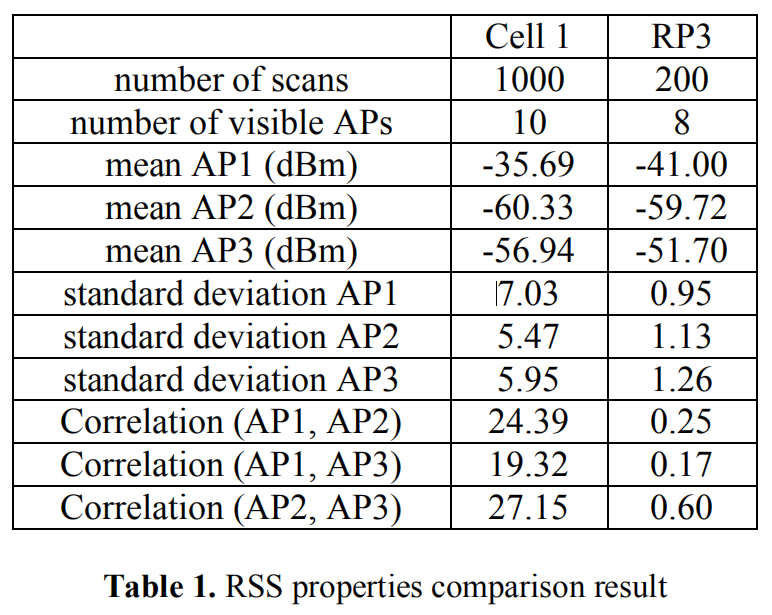 Cell 1 RP3
number of scans 1000 200
number of visible APs 10 8
mean AP1 (dBm) -35.69 -41.00
mean AP2 (dBm) -60.33 -59.72
mean AP3 (dBm) -56.94 -51.70
standard deviation AP1 7.03 0.95
standard deviation AP2 5.47 1.13
standard deviation AP3 5.95 1.26
Correlation (AP1, AP2) 24.39 0.25
Correlation (AP1, AP3) 19.32 0.17
Correlation (AP2, AP3) 27.15 0.60
Table 1. RSS properties comparison result